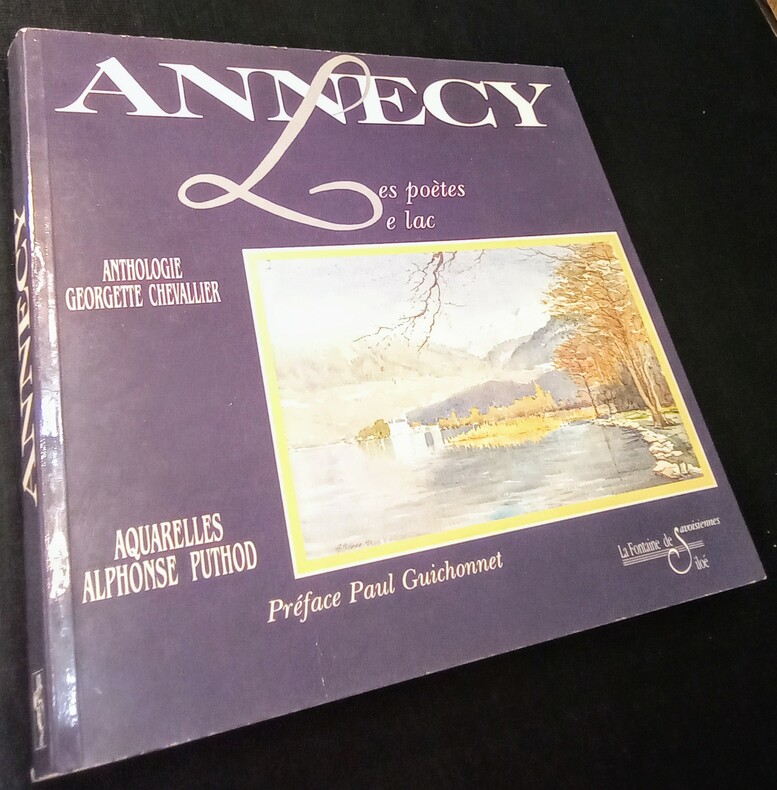 ANNECY
Les poètes
Le lac
ANTHOLOGIE
GEORGETTE CHEVALLIER
AQUARELLES
ALPHONSE PUTHOD
Préface Paul Guichonnet
La Fontaine de Savoisiennes
Siloé
ANNECY